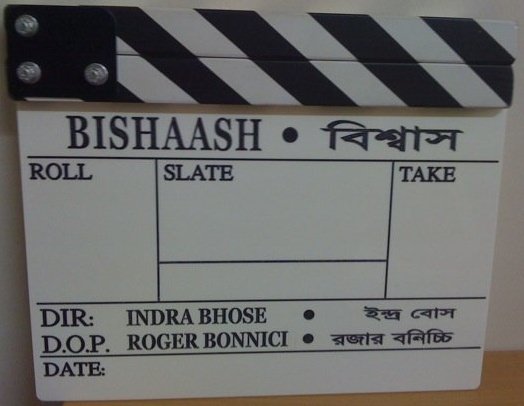 BISHAASH • বিশ্বাস
ROLL SLATE TAKE
DIR: INDRA BHOSE • ইন্দ্র বোস
D.O.P. ROGER BONNICI • রজার বনিচ্চি
DATE: